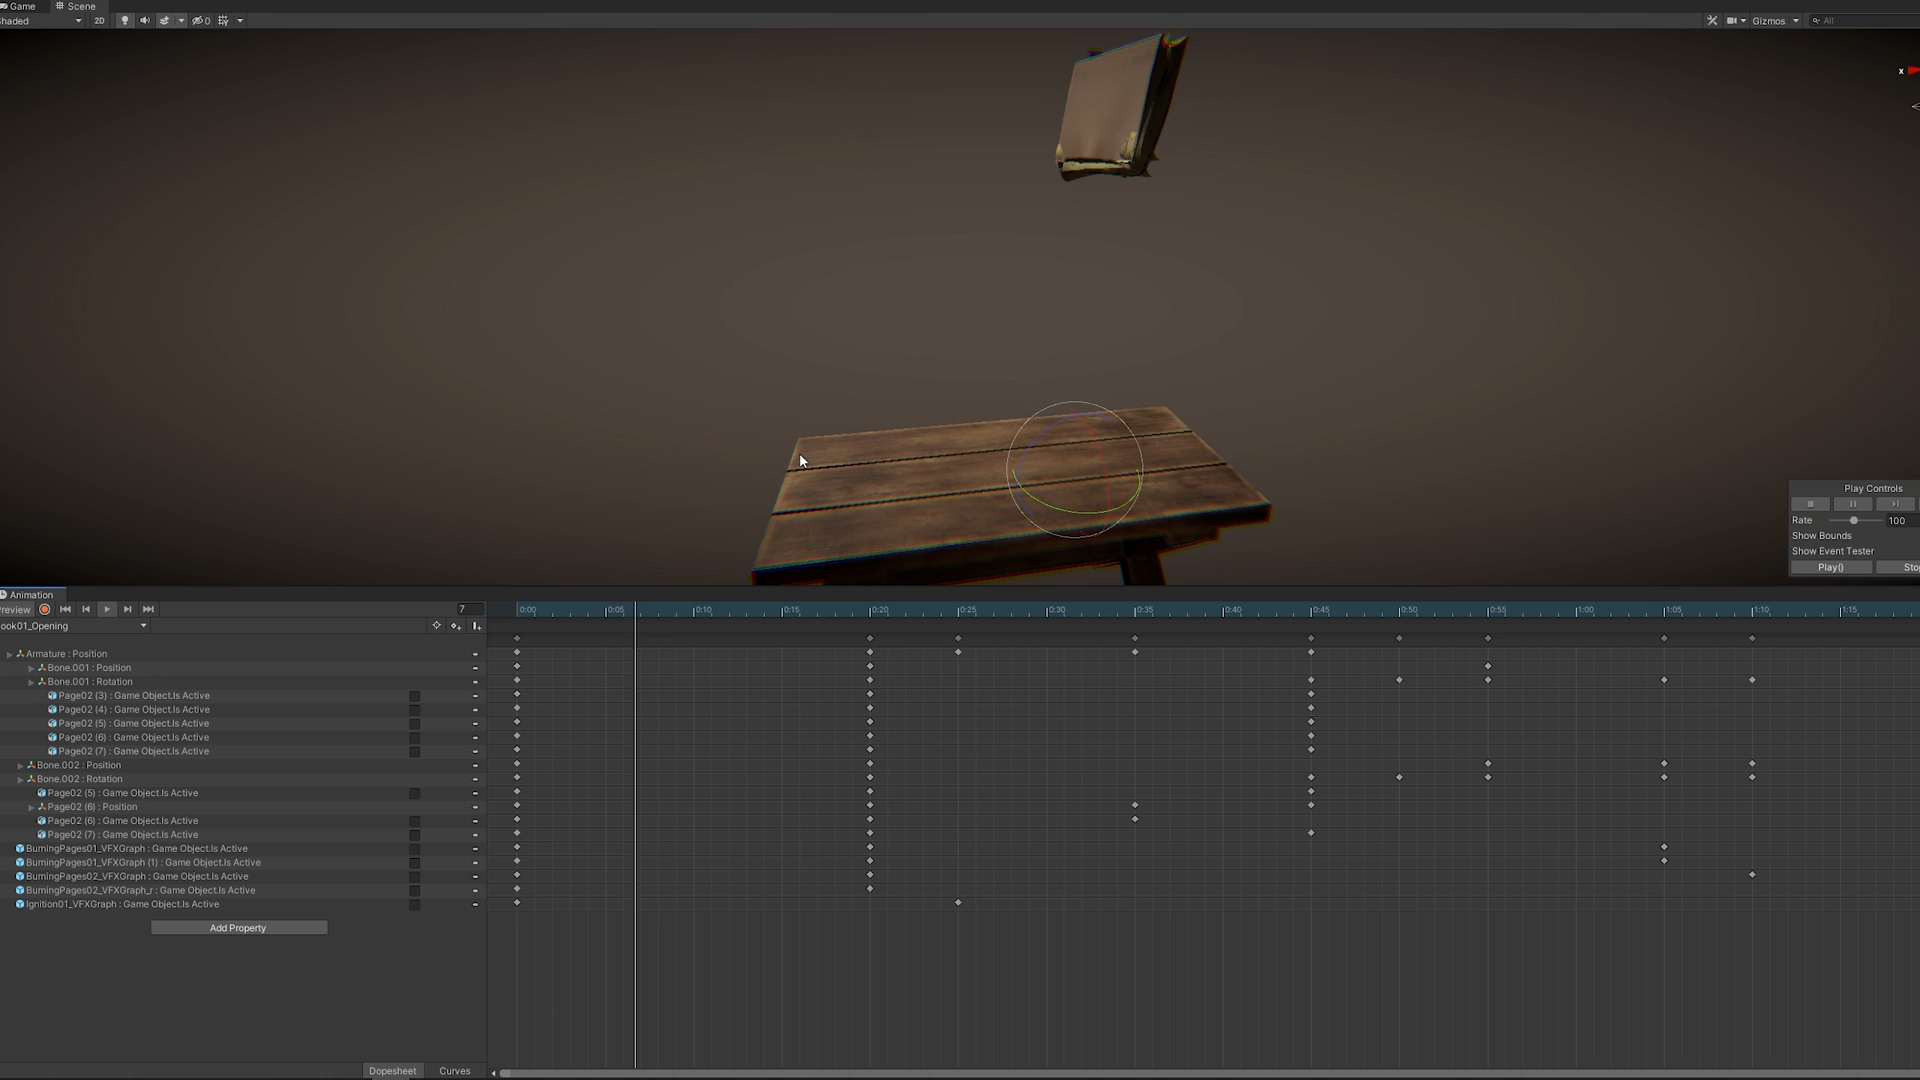 Game Scene
Shaded 2D 0 Gizmos All
x
Play Controls
Rate 100
Show Bounds
Show Event Tester
Play() Stop
Animation
Preview 7 0:00 0:05 0:10 0:15 0:20 0:25 0:30 0:35 0:40 0:45 0:50 0:55 1:00 1:05 1:10 1:15
ook01_Opening
Armature : Position
Bone.001 : Position
Bone.001 : Rotation
Page02 (3) : Game Object.Is Active
Page02 (4) : Game Object.Is Active
Page02 (5) : Game Object.Is Active
Page02 (6) : Game Object.Is Active
Page02 (7) : Game Object.Is Active
Bone.002 : Position
Bone.002 : Rotation
Page02 (5) : Game Object.Is Active
Page02 (6) : Position
Page02 (6) : Game Object.Is Active
Page02 (7) : Game Object.Is Active
BurningPages01_VFXGraph : Game Object.Is Active
BurningPages01_VFXGraph (1) : Game Object.Is Active
BurningPages02_VFXGraph : Game Object.Is Active
BurningPages02_VFXGraph_r : Game Object.Is Active
Ignition01_VFXGraph : Game Object.Is Active
Add Property
Dopesheet Curves